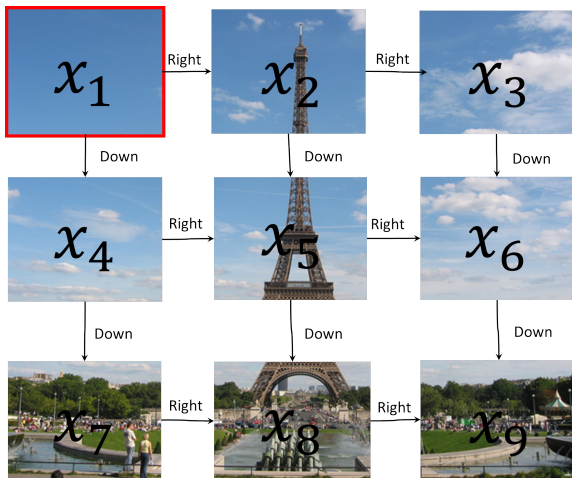 x₁ Right x₂ Right x₃
Down Down Down
x₄ Right x₅ Right x₆
Down Down Down
x₇ Right x₈ Right x₉